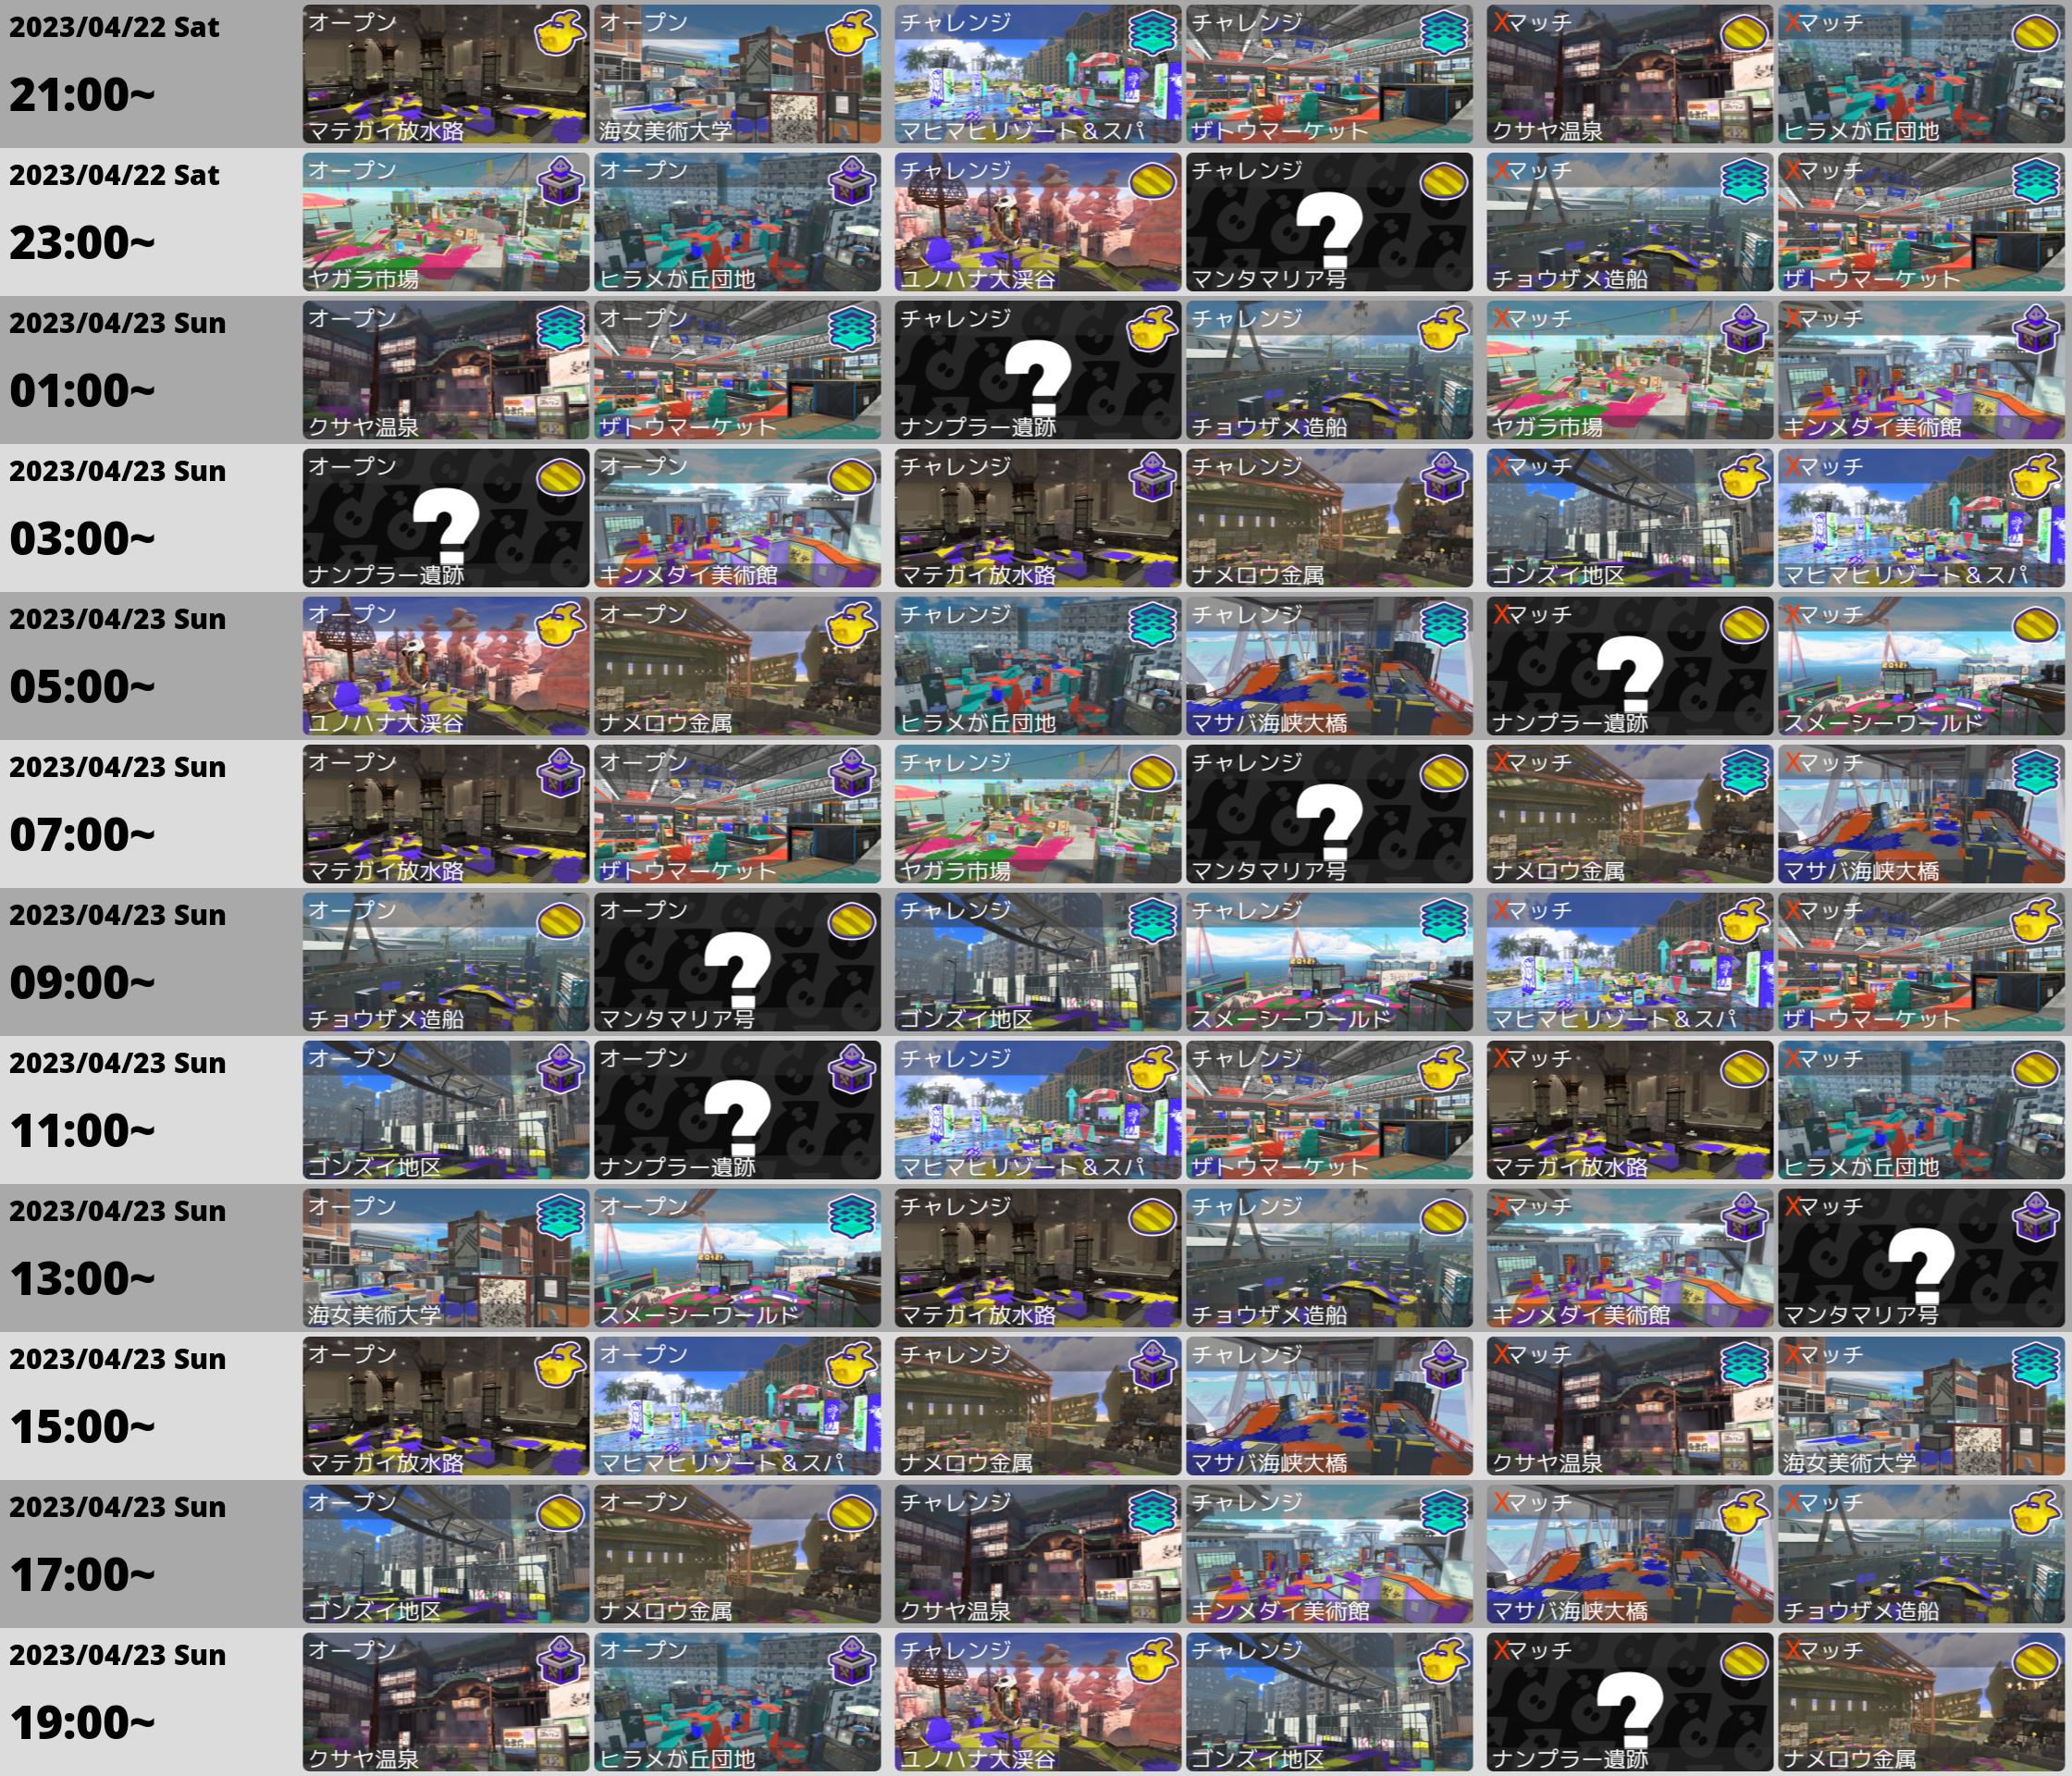 2023/04/22 Sat
21:00~
オープン オープン チャレンジ チャレンジ Xマッチ Xマッチ
マテガイ放水路 海女美術大学 マヒマヒリゾート＆スパ ザトウマーケット クサヤ温泉 ヒラメが丘団地
2023/04/22 Sat
23:00~
オープン オープン チャレンジ チャレンジ Xマッチ Xマッチ
ヤガラ市場 ヒラメが丘団地 ユノハナ大渓谷 マンタマリア号 チョウザメ造船 ザトウマーケット
2023/04/23 Sun
01:00~
オープン オープン チャレンジ チャレンジ Xマッチ Xマッチ
クサヤ温泉 ザトウマーケット ナンプラー遺跡 チョウザメ造船 ヤガラ市場 キンメダイ美術館
2023/04/23 Sun
03:00~
オープン オープン チャレンジ チャレンジ Xマッチ Xマッチ
ナンプラー遺跡 キンメダイ美術館 マテガイ放水路 ナメロウ金属 ゴンズイ地区 マヒマヒリゾート＆スパ
2023/04/23 Sun
05:00~
オープン オープン チャレンジ チャレンジ Xマッチ Xマッチ
ユノハナ大渓谷 ナメロウ金属 ヒラメが丘団地 マサバ海峡大橋 ナンプラー遺跡 スメーシーワールド
2023/04/23 Sun
07:00~
オープン オープン チャレンジ チャレンジ Xマッチ Xマッチ
マテガイ放水路 ザトウマーケット ヤガラ市場 マンタマリア号 ナメロウ金属 マサバ海峡大橋
2023/04/23 Sun
09:00~
オープン オープン チャレンジ チャレンジ Xマッチ Xマッチ
チョウザメ造船 マンタマリア号 ゴンズイ地区 スメーシーワールド マヒマヒリゾート＆スパ ザトウマーケット
2023/04/23 Sun
11:00~
オープン オープン チャレンジ チャレンジ Xマッチ Xマッチ
ゴンズイ地区 ナンプラー遺跡 マヒマヒリゾート＆スパ ザトウマーケット マテガイ放水路 ヒラメが丘団地
2023/04/23 Sun
13:00~
オープン オープン チャレンジ チャレンジ Xマッチ Xマッチ
海女美術大学 スメーシーワールド マテガイ放水路 チョウザメ造船 キンメダイ美術館 マンタマリア号
2023/04/23 Sun
15:00~
オープン オープン チャレンジ チャレンジ Xマッチ Xマッチ
マテガイ放水路 マヒマヒリゾート＆スパ ナメロウ金属 マサバ海峡大橋 クサヤ温泉 海女美術大学
2023/04/23 Sun
17:00~
オープン オープン チャレンジ チャレンジ Xマッチ Xマッチ
ゴンズイ地区 ナメロウ金属 クサヤ温泉 キンメダイ美術館 マサバ海峡大橋 チョウザメ造船
2023/04/23 Sun
19:00~
オープン オープン チャレンジ チャレンジ Xマッチ Xマッチ
クサヤ温泉 ヒラメが丘団地 ユノハナ大渓谷 ゴンズイ地区 ナンプラー遺跡 ナメロウ金属